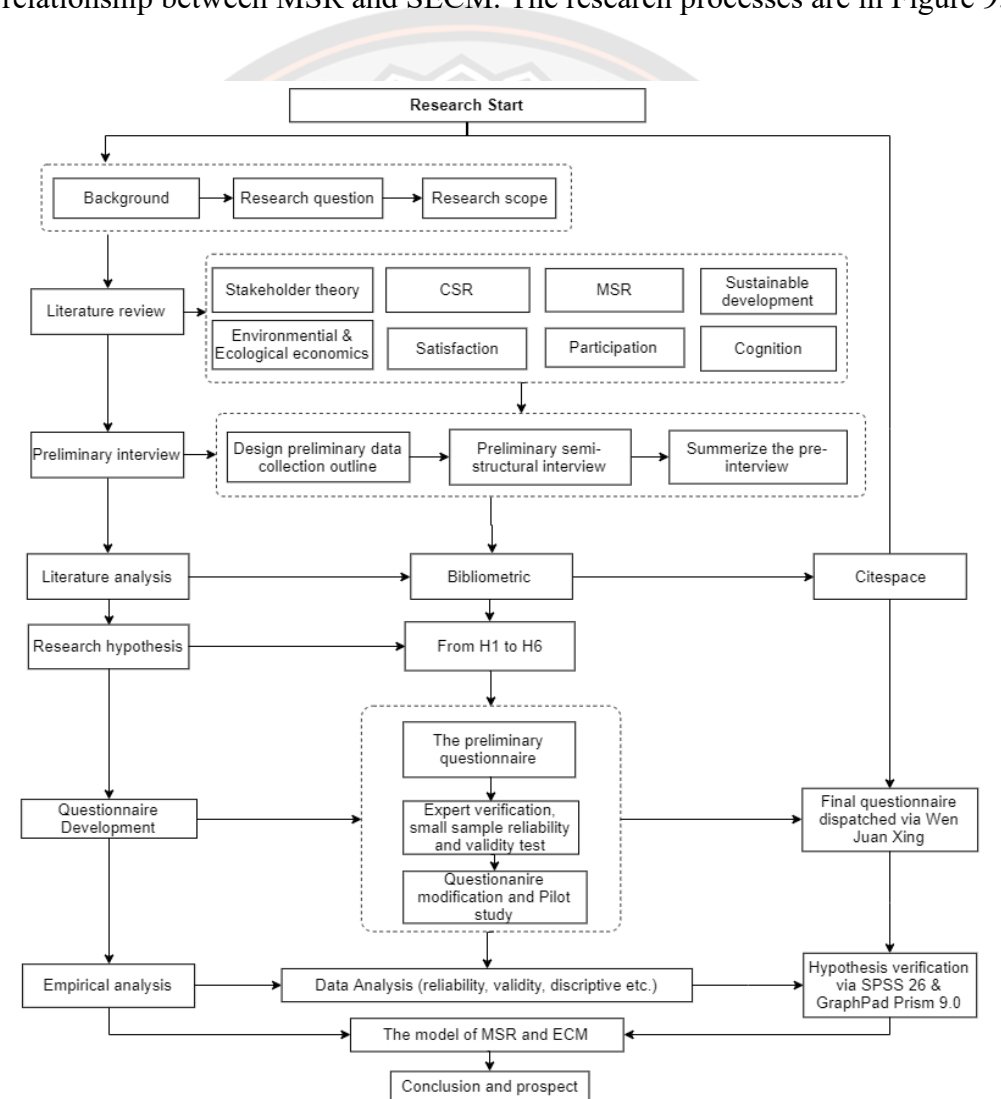 relationship between MSR and SECM. The research processes are in Figure 9.
Research Start
Background
Research question
Research scope
Literature review
Stakeholder theory
CSR
MSR
Sustainable
development
Environmential &
Ecological economics
Satisfaction
Participation
Cognition
Preliminary interview
Design preliminary data
collection outline
Preliminary semi-
structural interview
Summerize the pre-
interview
Literature analysis
Bibliometric
Citespace
Research hypothesis
From H1 to H6
The preliminary
questionnaire
Questionnaire
Development
Expert verification,
small sample reliability
and validity test
Final questionnaire
dispatched via Wen
Juan Xing
Questionanire
modification and Pilot
study
Empirical analysis
Data Analysis (reliability, validity, discriptive etc.)
Hypothesis verification
via SPSS 26 &
GraphPad Prism 9.0
The model of MSR and ECM
Conclusion and prospect